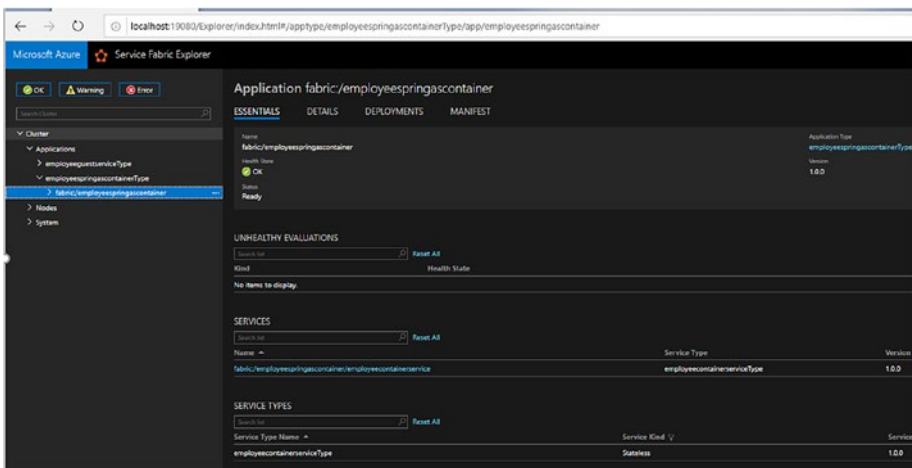 localhost:19080/Explorer/index.html#/apptype/employeespringascontainerType/app/employeespringascontainer
Microsoft Azure Service Fabric Explorer
OK Warning Error
Search Cluster
Cluster
Applications
employeeguestserviceType
employeespringascontainerType
fabric:/employeespringascontainer
Nodes
System
Application fabric:/employeespringascontainer
ESSENTIALS DETAILS DEPLOYMENTS MANIFEST
Name Application Type
fabric:/employeespringascontainer employeespringascontainerType
Health State Version
OK 1.0.0
Status
Ready
UNHEALTHY EVALUATIONS
Search list Reset All
Kind Health State
No items to display.
SERVICES
Search list Reset All
Name Service Type Version
fabric:/employeespringascontainer/employeecontainerservice employeecontainerserviceType 1.0.0
SERVICE TYPES
Search list Reset All
Service Type Name Service Kind Service
employeecontainerserviceType Stateless 1.0.0